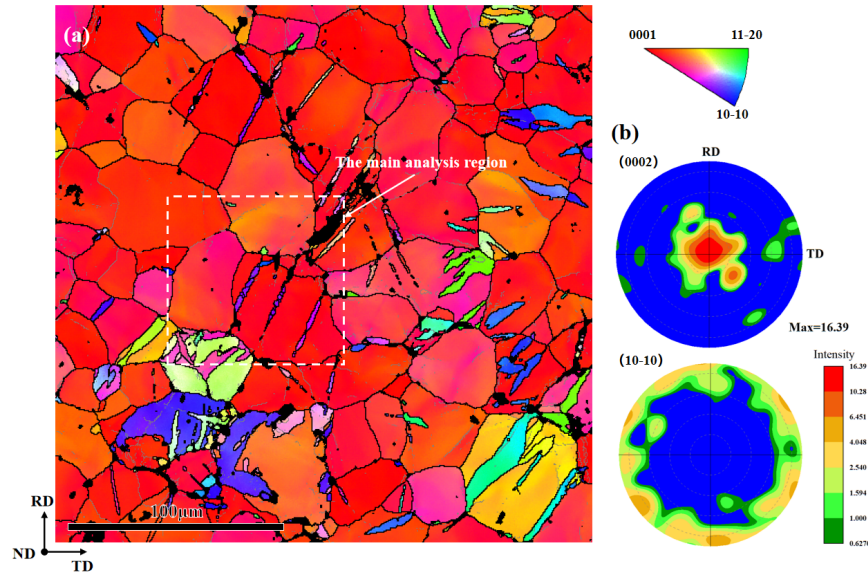 (a)
The main analysis region
100μm
RD
ND
TD
0001
11-20
10-10
(b)
RD
(0002)
TD
Max=16.39
(10-10)
Intensity
16.39
10.28
6.451
4.048
2.540
1.594
1.000
0.6270